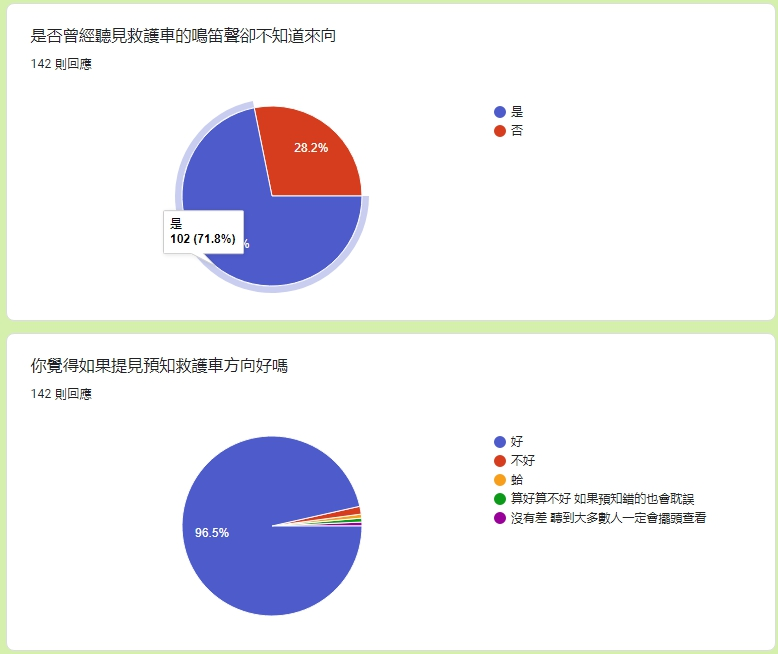 是否曾經聽見救護車的鳴笛聲卻不知道來向
142 則回應
是
否
28.2%
是
102 (71.8%)
%
你覺得如果提見預知救護車方向好嗎
142 則回應
好
不好
蛤
算好算不好 如果預知錯的也會耽誤
沒有差 聽到大多數人一定會擺頭查看
96.5%